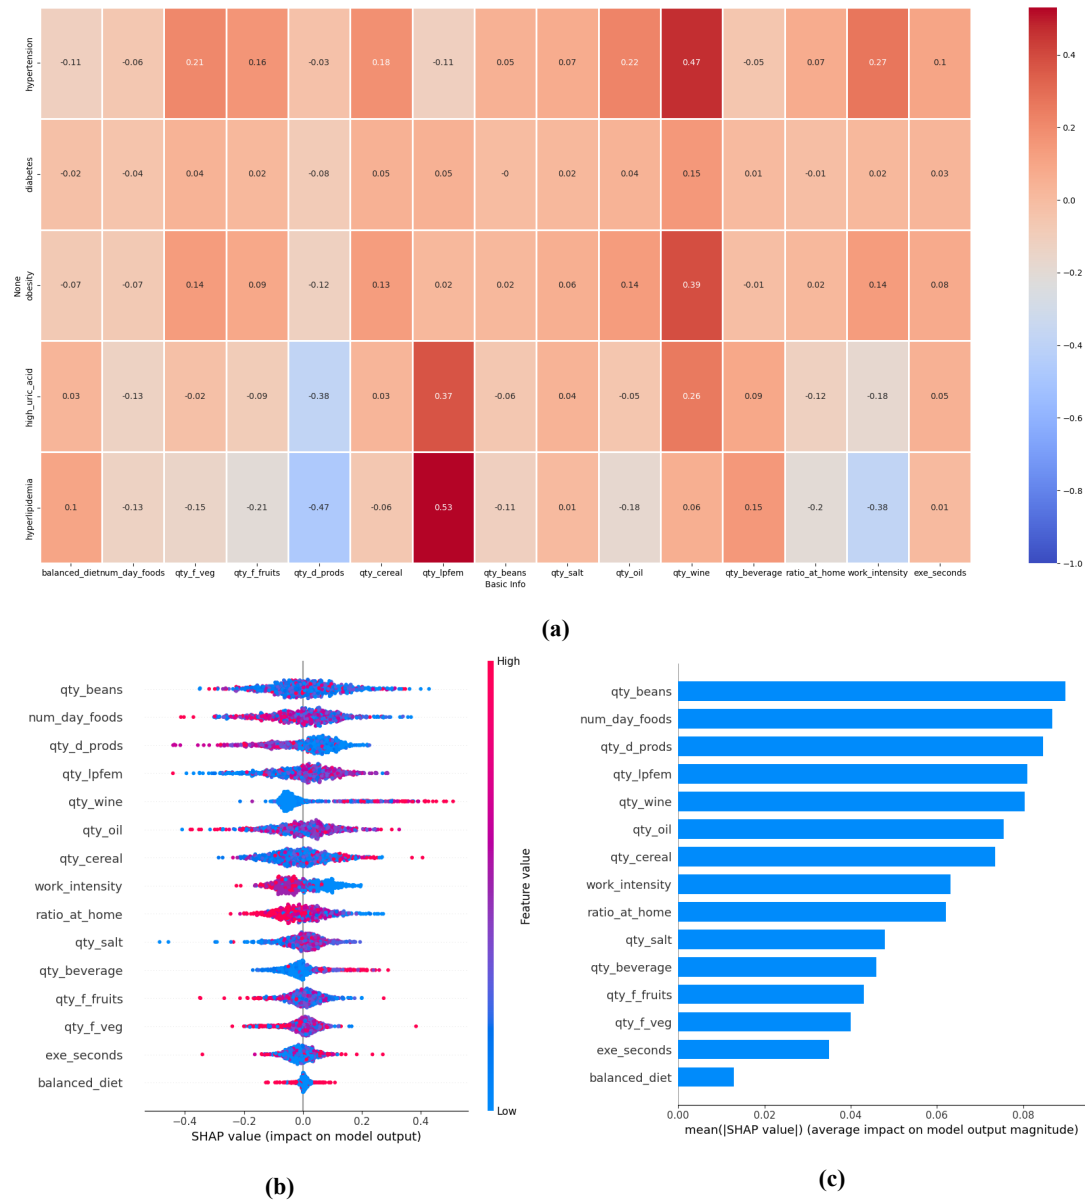 hypertension -0.11 -0.06 0.21 0.16 -0.03 0.18 -0.11 0.05 0.07 0.22 0.47 -0.05 0.07 0.27 0.1
diabetes -0.02 -0.04 0.04 0.02 -0.08 0.05 0.05 -0 0.02 0.04 0.15 0.01 -0.01 0.02 0.03
None
obesity -0.07 -0.07 0.14 0.09 -0.12 0.13 0.02 0.02 0.06 0.14 0.39 -0.01 0.02 0.14 0.08
high_uric_acid 0.03 -0.13 -0.02 -0.09 -0.38 0.03 0.37 -0.06 0.04 -0.05 0.26 0.09 -0.12 -0.18 0.05
hyperlipidemia 0.1 -0.13 -0.15 -0.21 -0.47 -0.06 0.53 -0.11 0.01 -0.18 0.06 0.15 -0.2 -0.38 0.01
balanced_diet num_day_foods qty_f_veg qty_f_fruits qty_d_prods qty_cereal qty_lpfem qty_beans qty_salt qty_oil qty_wine qty_beverage ratio_at_home work_intensity exe_seconds
Basic Info
0.4
0.2
0.0
−0.2
−0.4
−0.6
−0.8
−1.0
(a)
qty_beans
num_day_foods
qty_d_prods
qty_lpfem
qty_wine
qty_oil
qty_cereal
work_intensity
ratio_at_home
qty_salt
qty_beverage
qty_f_fruits
qty_f_veg
exe_seconds
balanced_diet
−0.4 −0.2 0.0 0.2 0.4
SHAP value (impact on model output)
High
Feature value
Low
(b)
qty_beans
num_day_foods
qty_d_prods
qty_lpfem
qty_wine
qty_oil
qty_cereal
work_intensity
ratio_at_home
qty_salt
qty_beverage
qty_f_fruits
qty_f_veg
exe_seconds
balanced_diet
0.00 0.02 0.04 0.06 0.08
mean(|SHAP value|) (average impact on model output magnitude)
(c)